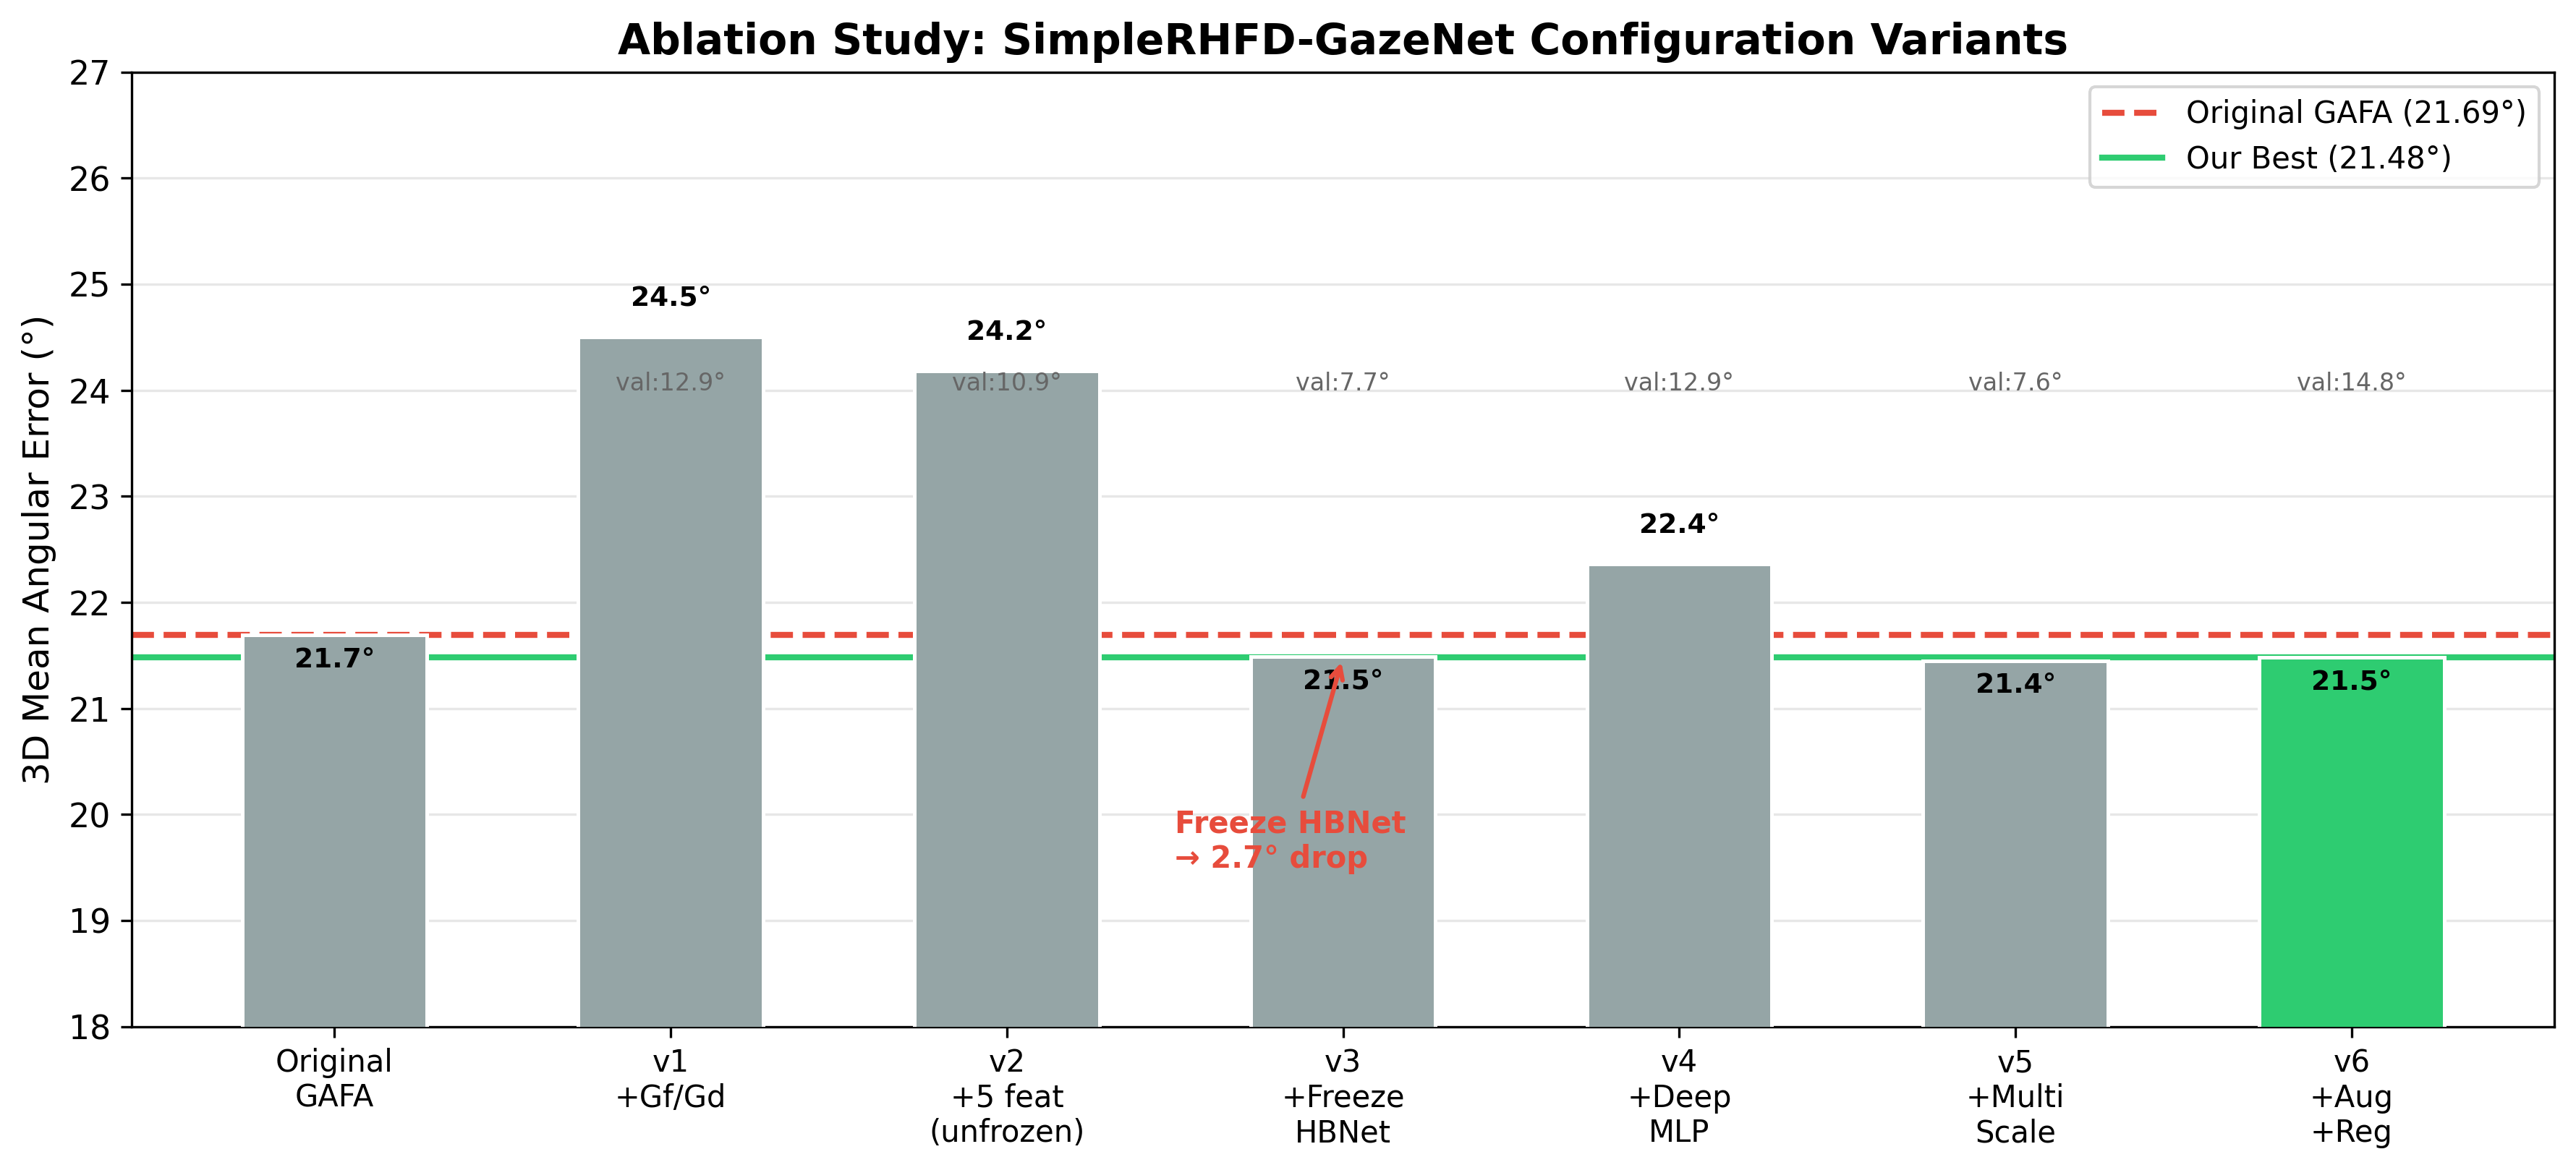 Ablation Study: SimpleRHFD-GazeNet Configuration Variants
3D Mean Angular Error (°)
27
26
25
24
23
22
21
20
19
18
Original GAFA (21.69°)
Our Best (21.48°)
21.7°
24.5°
val:12.9°
24.2°
val:10.9°
val:7.7°
21.5°
Freeze HBNet
→ 2.7° drop
val:12.9°
22.4°
val:7.6°
21.4°
val:14.8°
21.5°
Original
GAFA
v1
+Gf/Gd
v2
+5 feat
(unfrozen)
v3
+Freeze
HBNet
v4
+Deep
MLP
v5
+Multi
Scale
v6
+Aug
+Reg